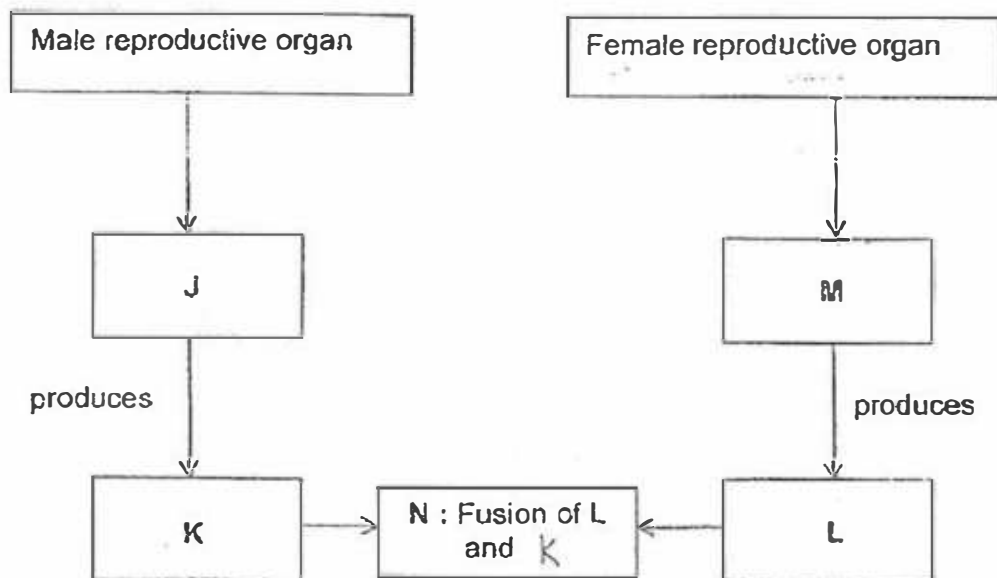 Male reproductive organ
Female reproductive organ
J
M
produces
produces
K
N : Fusion of L
and K
L